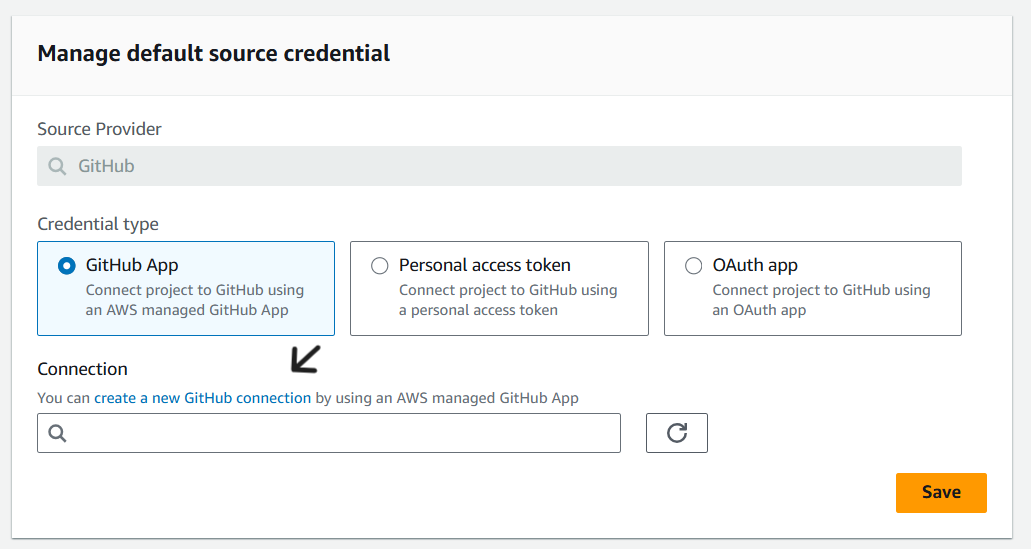 Manage default source credential
Source Provider
GitHub
Credential type
GitHub App
Connect project to GitHub using
an AWS managed GitHub App
Personal access token
Connect project to GitHub using
a personal access token
OAuth app
Connect project to GitHub using
an OAuth app
Connection
You can create a new GitHub connection by using an AWS managed GitHub App
Save